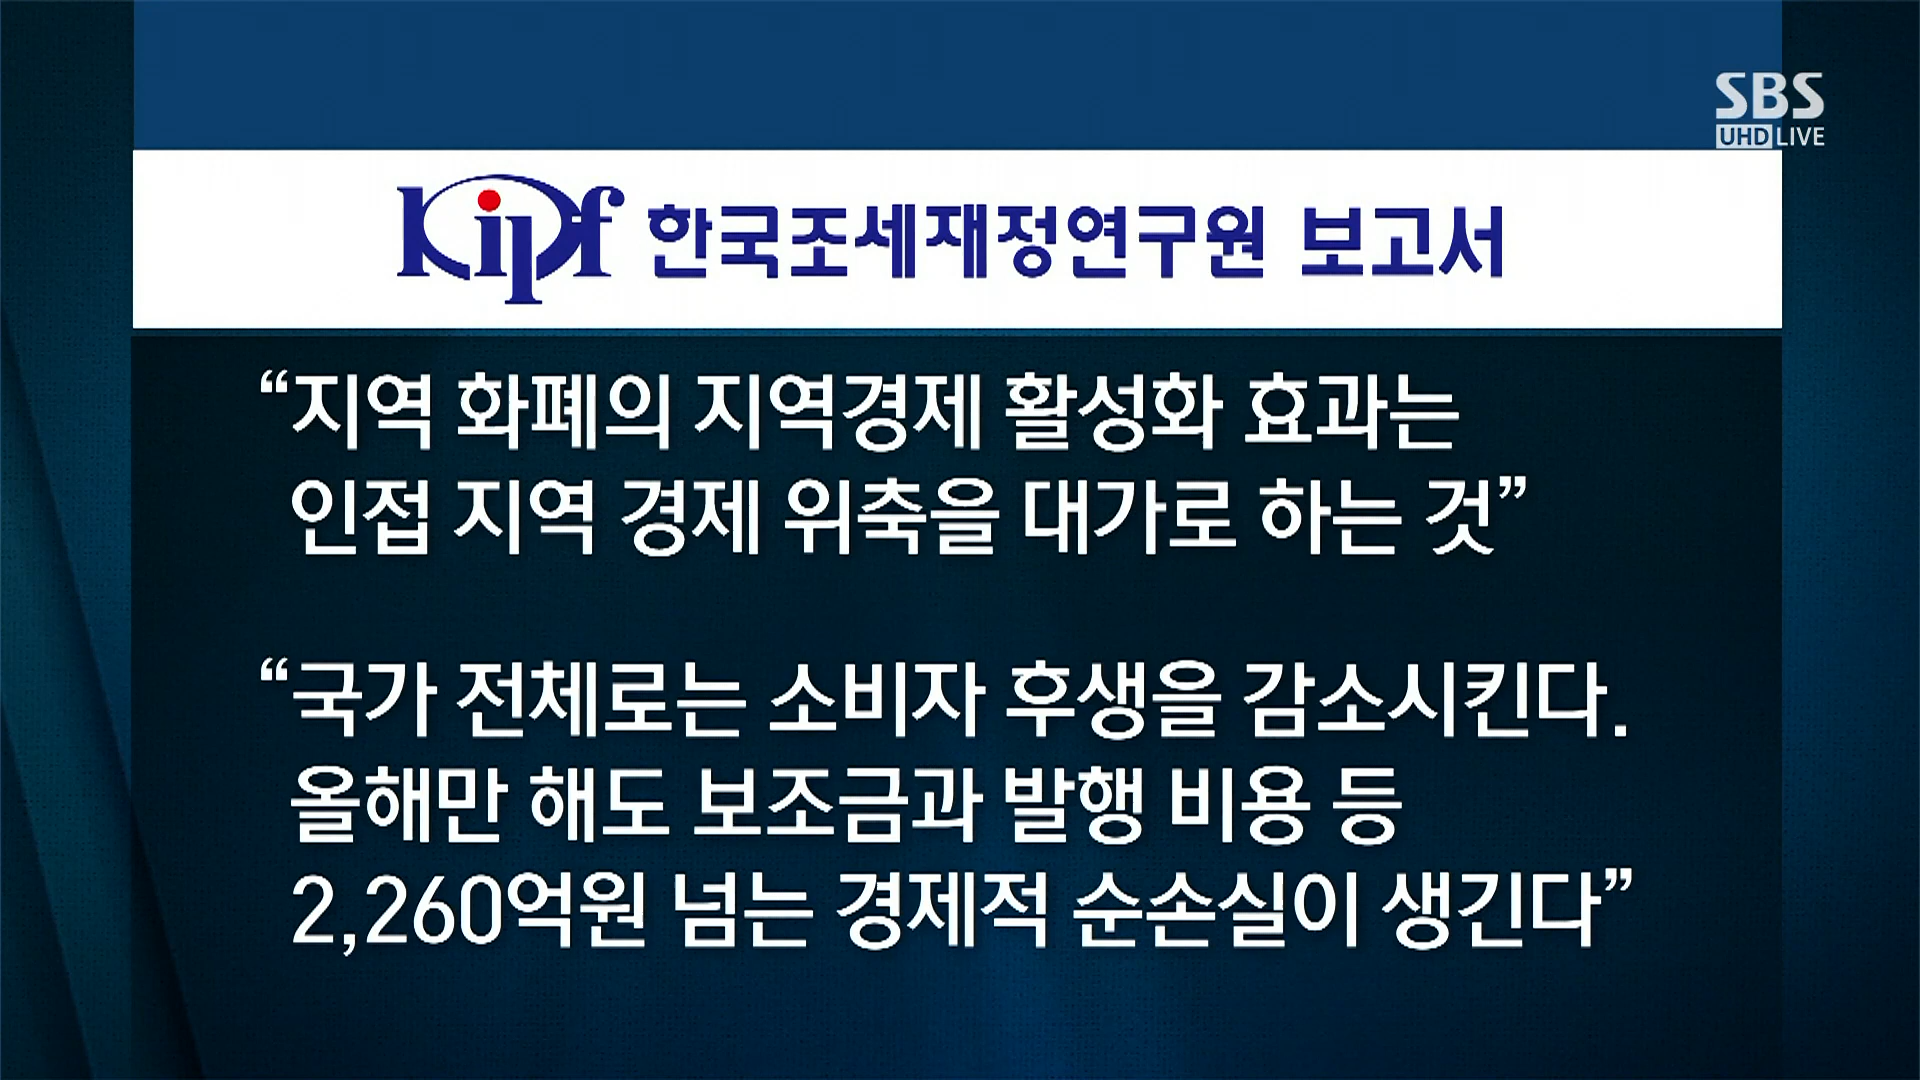 SBS
UHD LIVE
kipf 한국조세재정연구원 보고서
“지역 화폐의 지역경제 활성화 효과는
인접 지역 경제 위축을 대가로 하는 것”
“국가 전체로는 소비자 후생을 감소시킨다.
올해만 해도 보조금과 발행 비용 등
2,260억원 넘는 경제적 순손실이 생긴다”